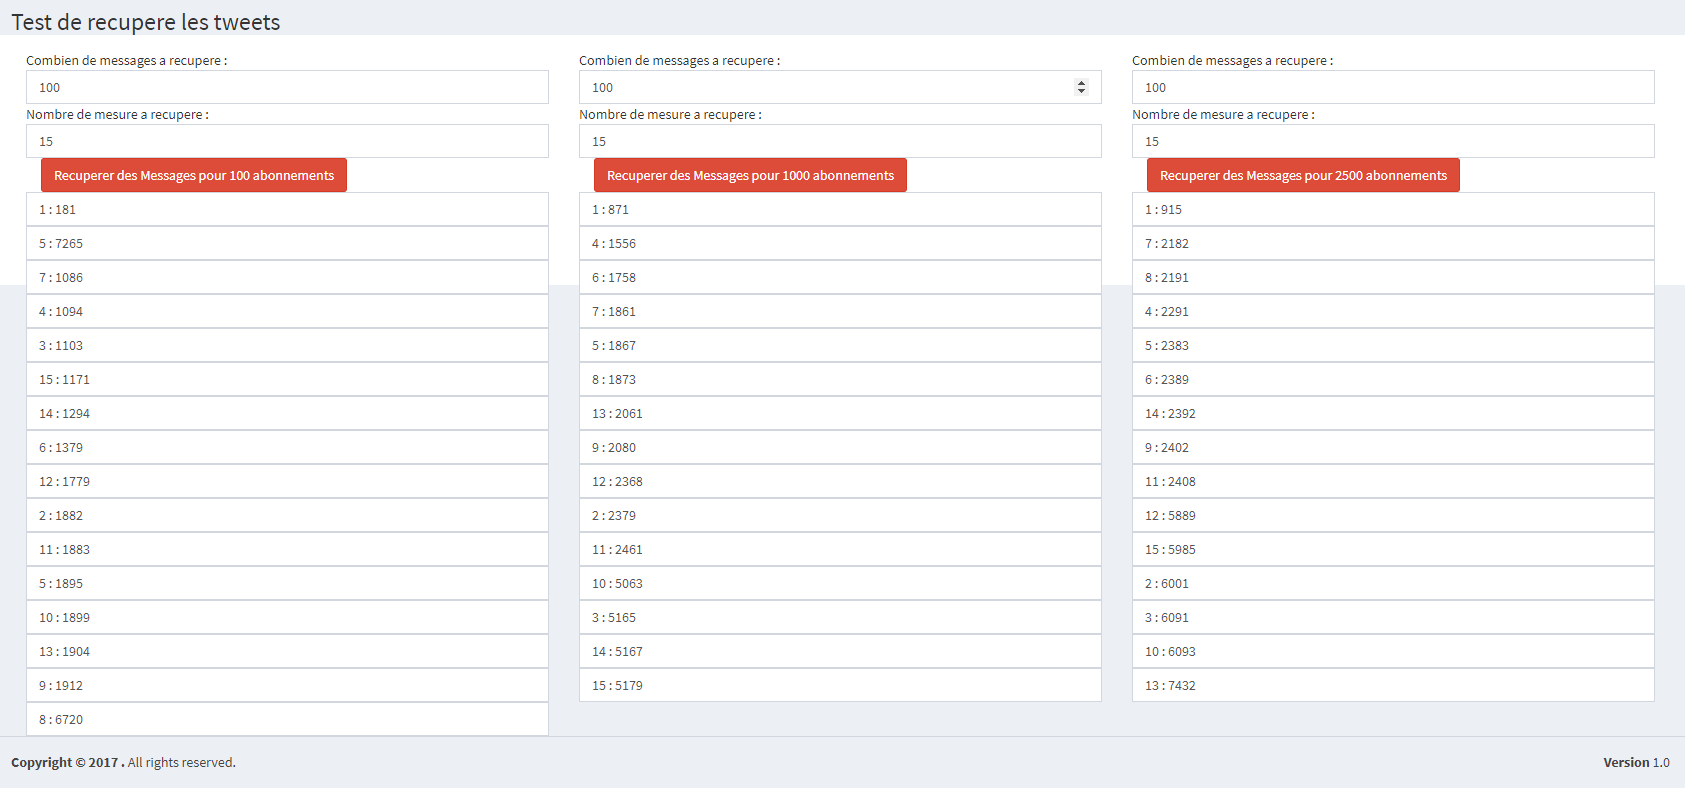 Test de recupere les tweets
Combien de messages a recupere :
100
Nombre de mesure a recupere :
15
Recuperer des Messages pour 100 abonnements
1 : 181
5 : 7265
7 : 1086
4 : 1094
3 : 1103
15 : 1171
14 : 1294
6 : 1379
12 : 1779
2 : 1882
11 : 1883
5 : 1895
10 : 1899
13 : 1904
9 : 1912
8 : 6720
Combien de messages a recupere :
100
Nombre de mesure a recupere :
15
Recuperer des Messages pour 1000 abonnements
1 : 871
4 : 1556
6 : 1758
7 : 1861
5 : 1867
8 : 1873
13 : 2061
9 : 2080
12 : 2368
2 : 2379
11 : 2461
10 : 5063
3 : 5165
14 : 5167
15 : 5179
Combien de messages a recupere :
100
Nombre de mesure a recupere :
15
Recuperer des Messages pour 2500 abonnements
1 : 915
7 : 2182
8 : 2191
4 : 2291
5 : 2383
6 : 2389
14 : 2392
9 : 2402
11 : 2408
12 : 5889
15 : 5985
2 : 6001
3 : 6091
10 : 6093
13 : 7432
Copyright © 2017 . All rights reserved.
Version 1.0